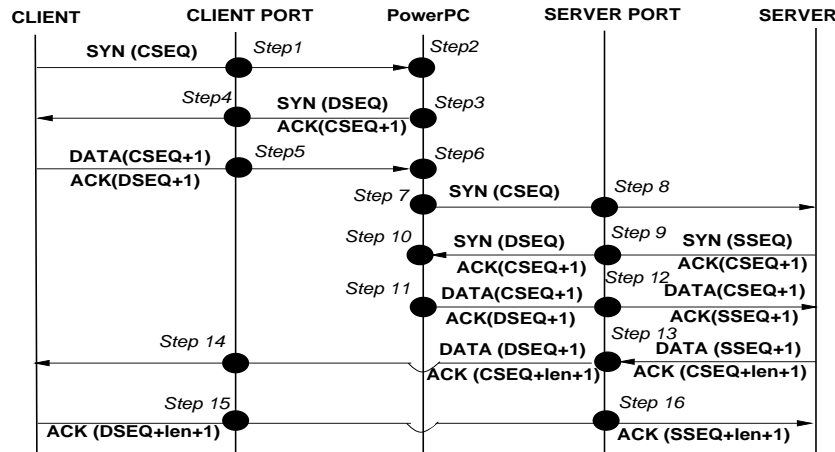 CLIENT CLIENT PORT PowerPC SERVER PORT SERVER
SYN (CSEQ) Step1 Step2
Step4 SYN (DSEQ) Step3
ACK(CSEQ+1)
DATA(CSEQ+1) Step5 Step6
ACK(DSEQ+1)
Step 7 SYN (CSEQ) Step 8
Step 10 SYN (DSEQ) Step 9 SYN (SSEQ)
ACK(CSEQ+1) ACK(CSEQ+1)
Step 11 DATA(CSEQ+1) Step 12 DATA(CSEQ+1)
ACK(DSEQ+1) ACK(SSEQ+1)
Step 14 DATA (DSEQ+1) Step 13 DATA (SSEQ+1)
ACK (CSEQ+len+1) ACK (CSEQ+len+1)
Step 15 Step 16
ACK (DSEQ+len+1) ACK (SSEQ+len+1)